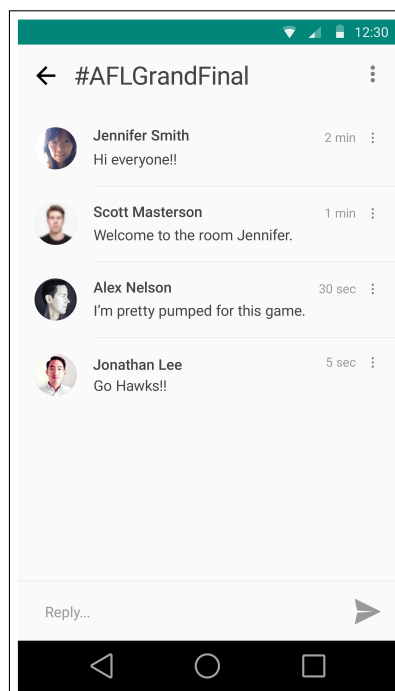 12:30
#AFLGrandFinal
Jennifer Smith 2 min
Hi everyone!!
Scott Masterson 1 min
Welcome to the room Jennifer.
Alex Nelson 30 sec
I’m pretty pumped for this game.
Jonathan Lee 5 sec
Go Hawks!!
Reply...